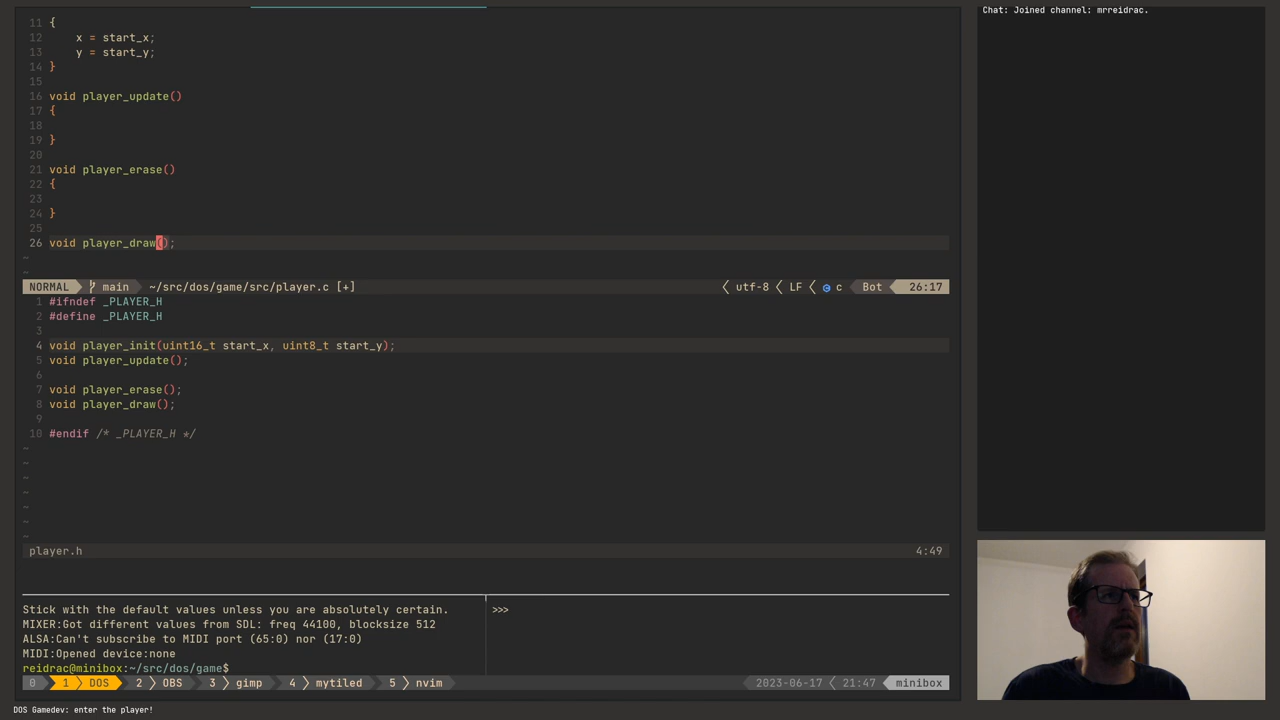 11 {
12     x = start_x;
13     y = start_y;
14 }
15
16 void player_update()
17 {
18
19 }
20
21 void player_erase()
22 {
23
24 }
25
26 void player_draw();
~
~
NORMAL main ~/src/dos/game/src/player.c [+] utf-8 LF c Bot 26:17
1 #ifndef _PLAYER_H
2 #define _PLAYER_H
3
4 void player_init(uint16_t start_x, uint8_t start_y);
5 void player_update();
6
7 void player_erase();
8 void player_draw();
9
10 #endif /* _PLAYER_H */
~
~
~
~
~
~
~
player.h 4:49
Stick with the default values unless you are absolutely certain.
MIXER:Got different values from SDL: freq 44100, blocksize 512
ALSA:Can't subscribe to MIDI port (65:0) nor (17:0)
MIDI:Opened device:none
reidrac@minibox:~/src/dos/game$
>>>
0 1 DOS 2 OBS 3 gimp 4 mytiled 5 nvim 2023-06-17 21:47 minibox
DOS Gamedev: enter the player!
Chat: Joined channel: mrreidrac.